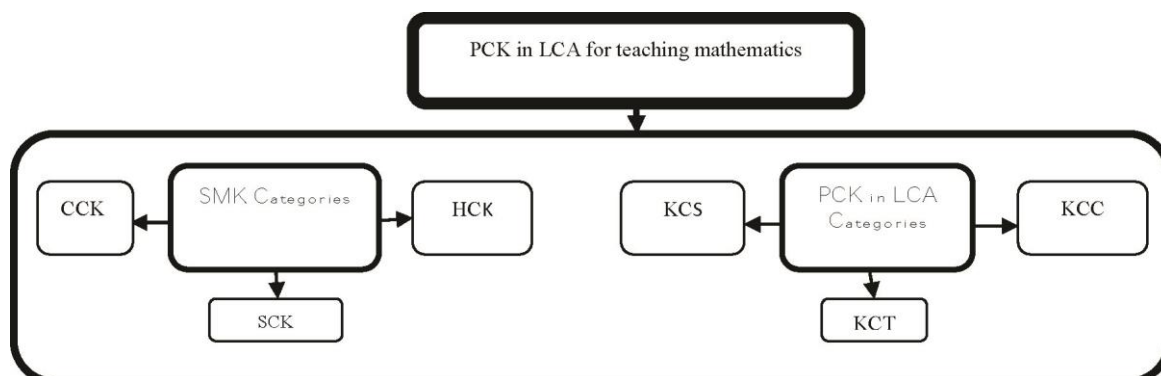 PCK in LCA for teaching mathematics
CCK
SMK Categories
HCK
SCK
KCS
PCK in LCA
Categories
KCC
KCT